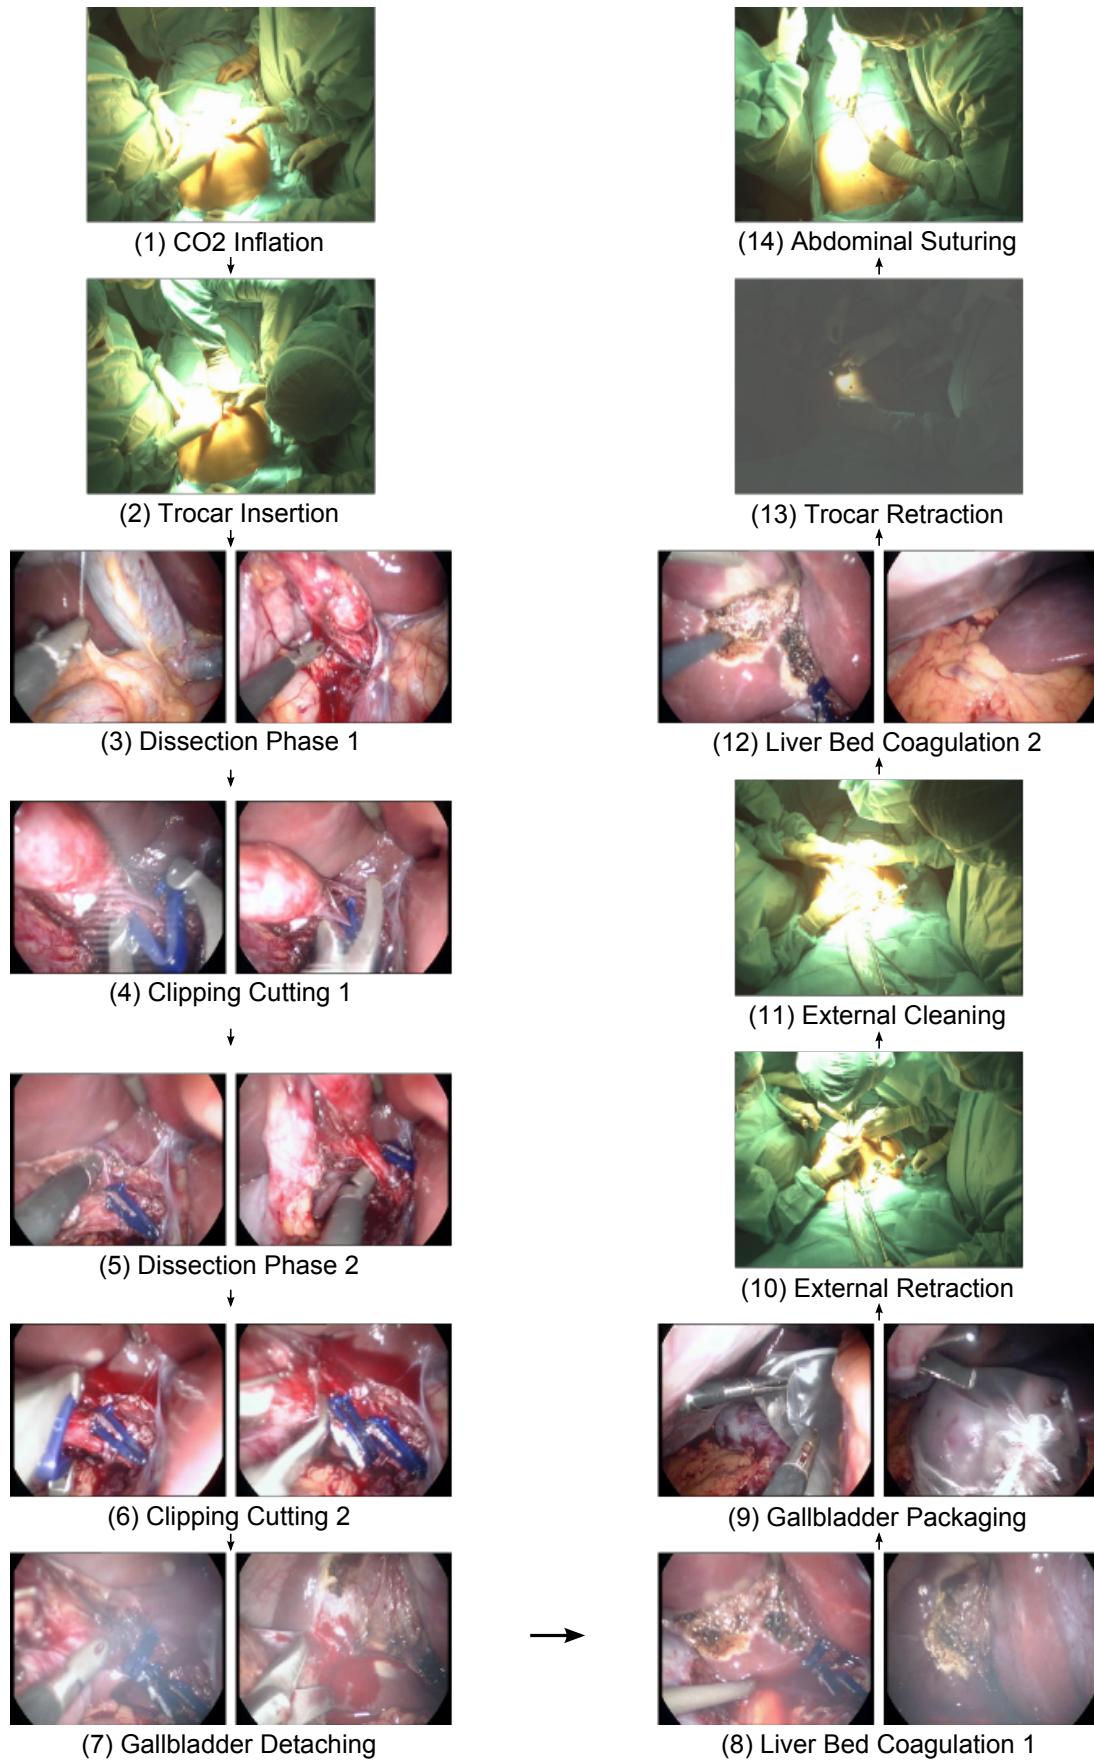 (1) CO2 Inflation
(2) Trocar Insertion
(3) Dissection Phase 1
(4) Clipping Cutting 1
(5) Dissection Phase 2
(6) Clipping Cutting 2
(7) Gallbladder Detaching
(8) Liver Bed Coagulation 1
(9) Gallbladder Packaging
(10) External Retraction
(11) External Cleaning
(12) Liver Bed Coagulation 2
(13) Trocar Retraction
(14) Abdominal Suturing